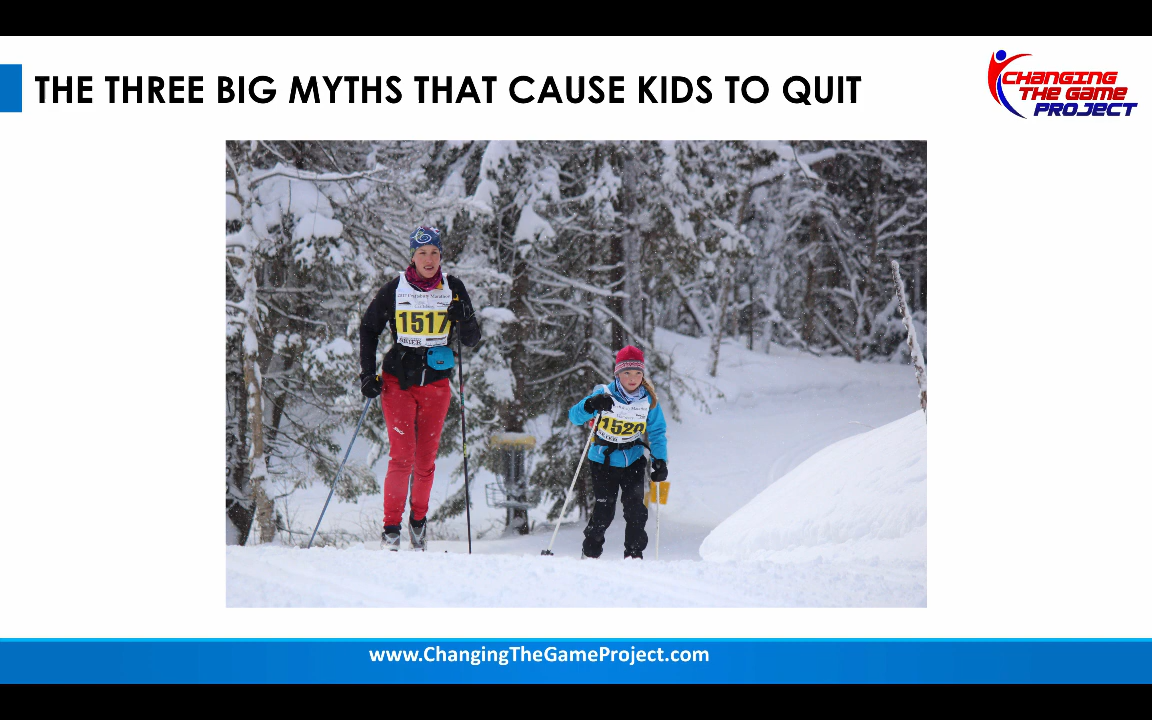 THE THREE BIG MYTHS THAT CAUSE KIDS TO QUIT
CHANGING
THE GAME
PROJECT
1517
SKIER
1520
SKIER
www.ChangingTheGameProject.com